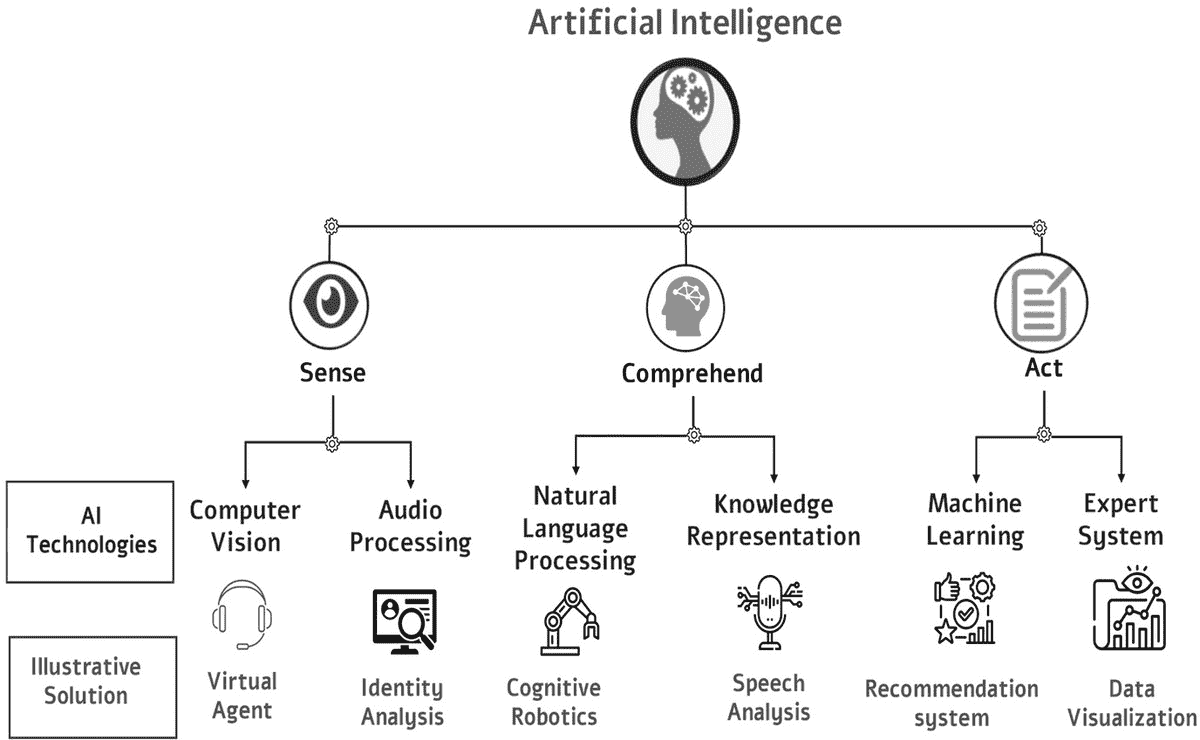 Artificial Intelligence
Sense
Comprehend
Act
AI
Technologies
Computer
Vision
Audio
Processing
Natural
Language
Processing
Knowledge
Representation
Machine
Learning
Expert
System
Illustrative
Solution
Virtual
Agent
Identity
Analysis
Cognitive
Robotics
Speech
Analysis
Recommendation
system
Data
Visualization